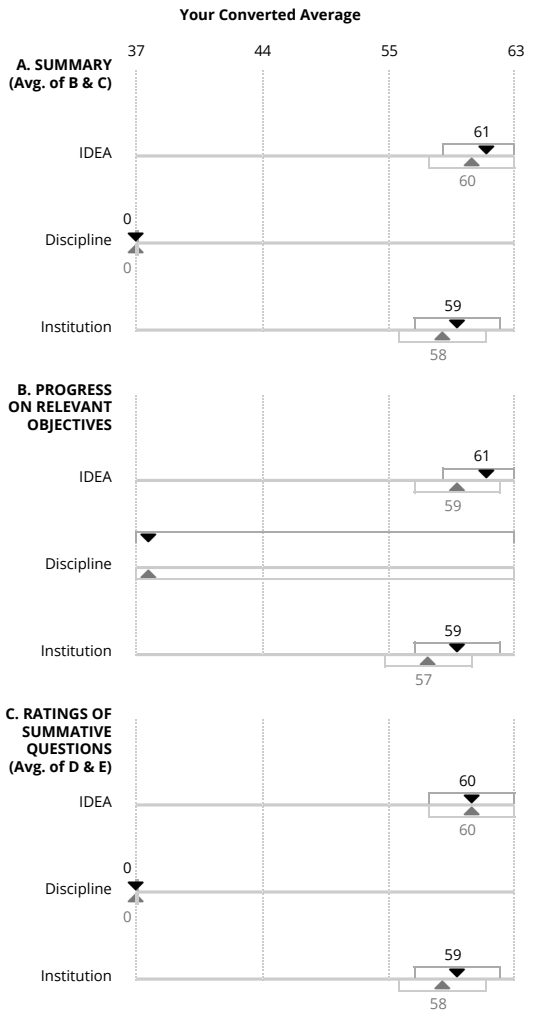 Your Converted Average
37 44 55 63
A. SUMMARY
(Avg. of B & C)
61
IDEA
60
0
Discipline
0
59
Institution
58
B. PROGRESS
ON RELEVANT
OBJECTIVES
61
IDEA
59
Discipline
59
Institution
57
C. RATINGS OF
SUMMATIVE
QUESTIONS
(Avg. of D & E)
60
IDEA
60
0
Discipline
0
59
Institution
58